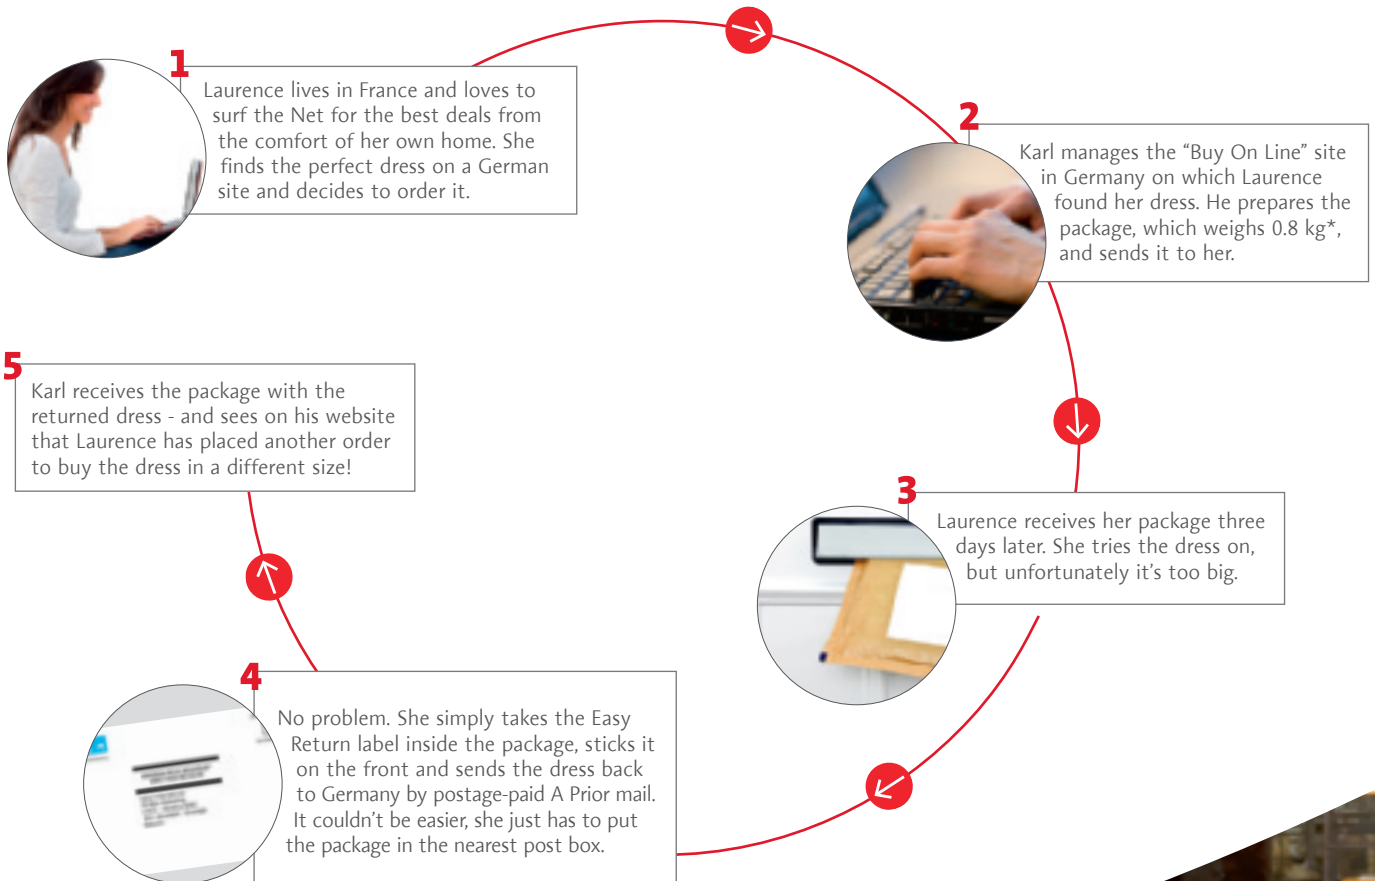 1
Laurence lives in France and loves to
surf the Net for the best deals from
the comfort of her own home. She
finds the perfect dress on a German
site and decides to order it.
2
Karl manages the “Buy On Line” site
in Germany on which Laurence
found her dress. He prepares the
package, which weighs 0.8 kg*,
and sends it to her.
3
Laurence receives her package three
days later. She tries the dress on,
but unfortunately it’s too big.
4
No problem. She simply takes the Easy
Return label inside the package, sticks it
on the front and sends the dress back
to Germany by postage-paid A Prior mail.
It couldn’t be easier, she just has to put
the package in the nearest post box.
5
Karl receives the package with the
returned dress - and sees on his website
that Laurence has placed another order
to buy the dress in a different size!